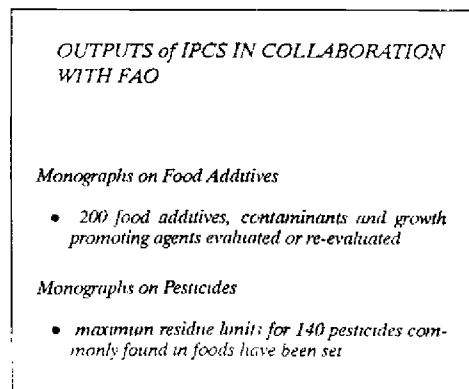 OUTPUTS of IPCS IN COLLABORATION
WITH FAO
Monographs on Food Additives
• 200 food additives, contaminants and growth
promoting agents evaluated or re-evaluated
Monographs on Pesticides
• maximum residue limits for 140 pesticides com-
monly found in foods have been set